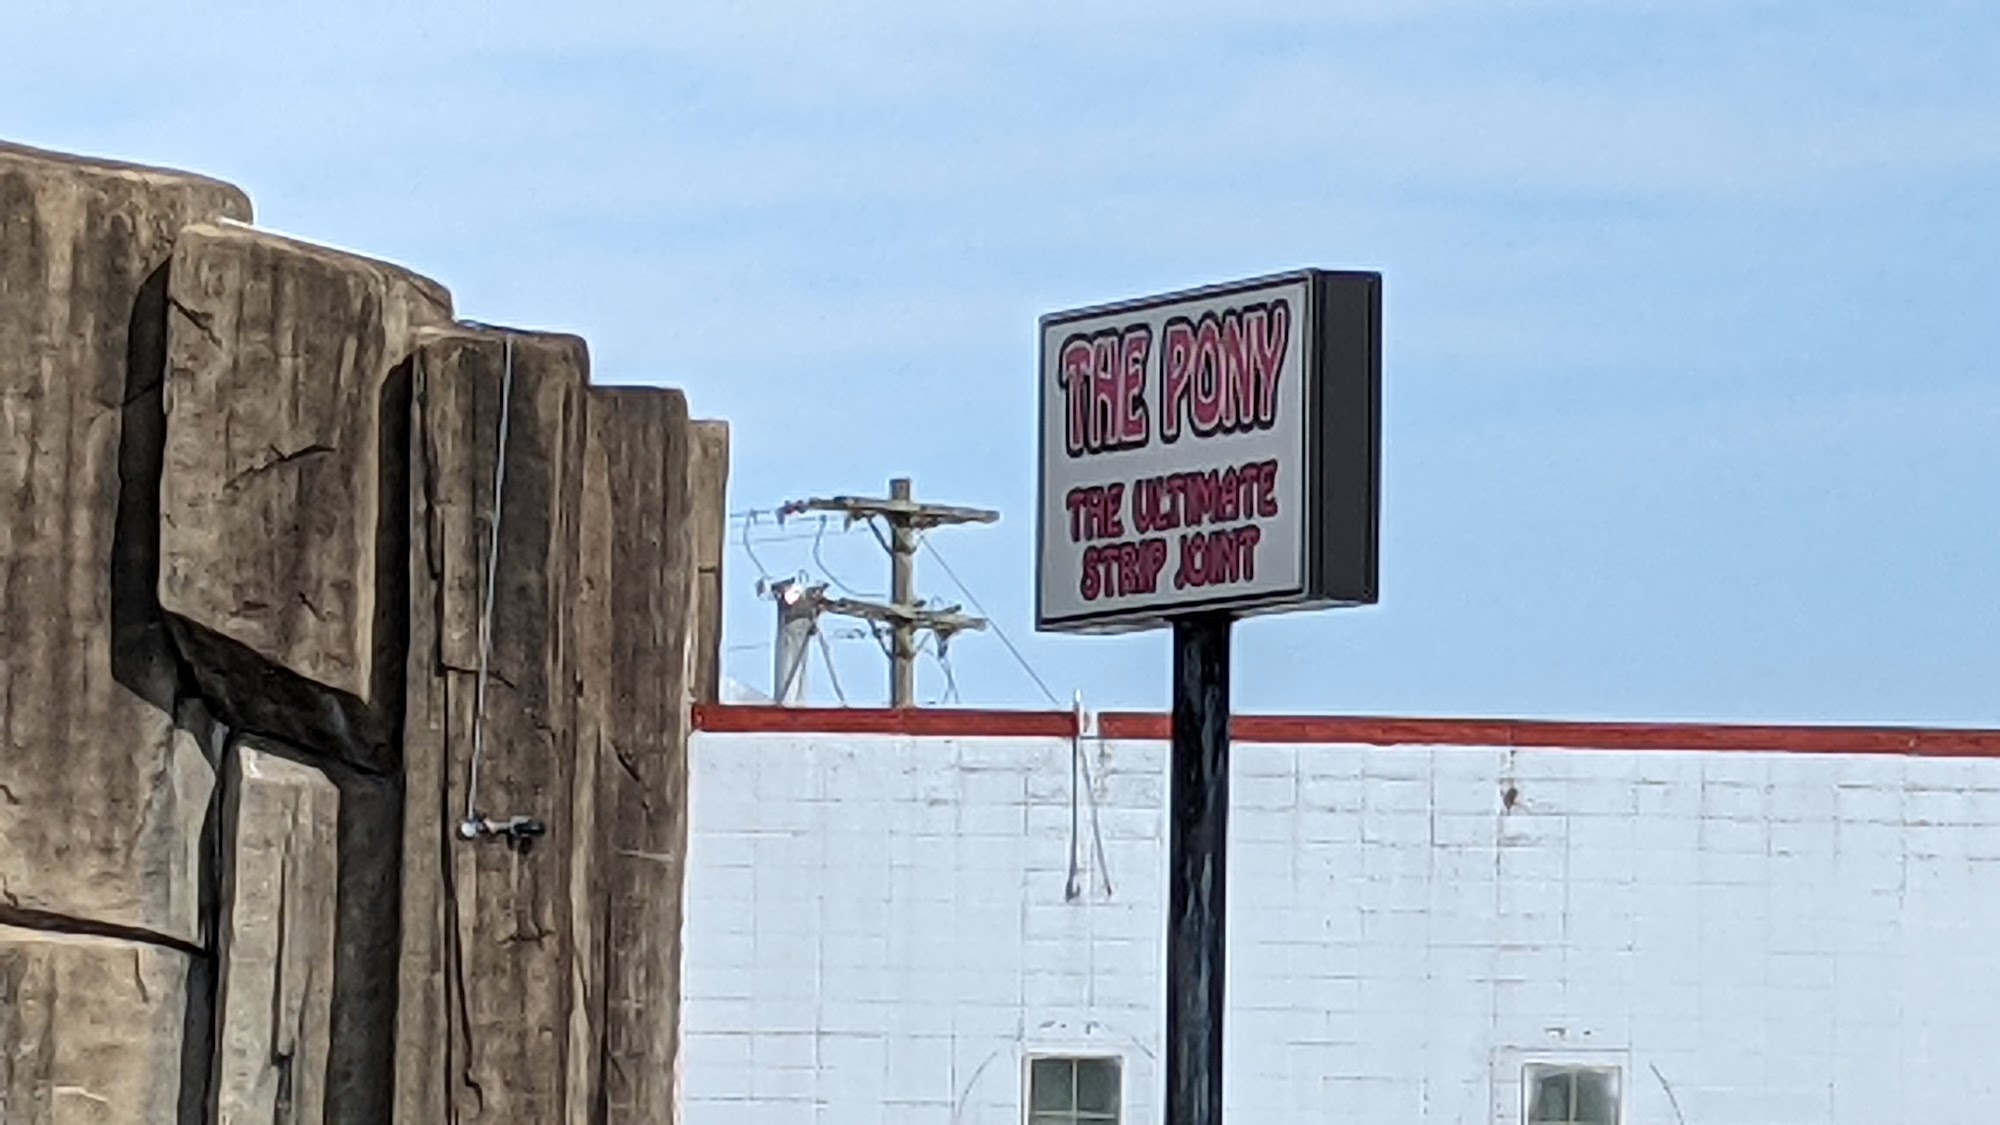 THE PONY
THE ULTIMATE
STRIP JOINT